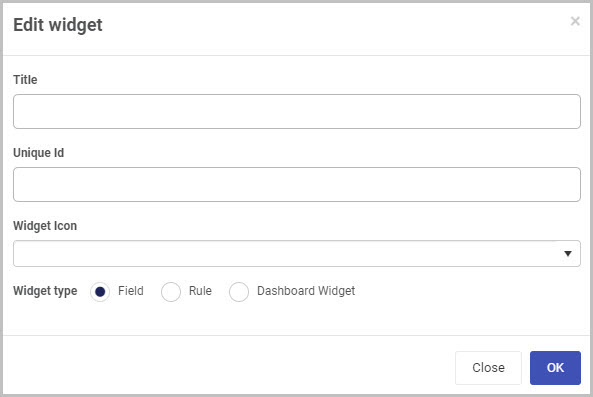 Edit widget ×
Title
Unique Id
Widget Icon
Widget type Field Rule Dashboard Widget
Close OK